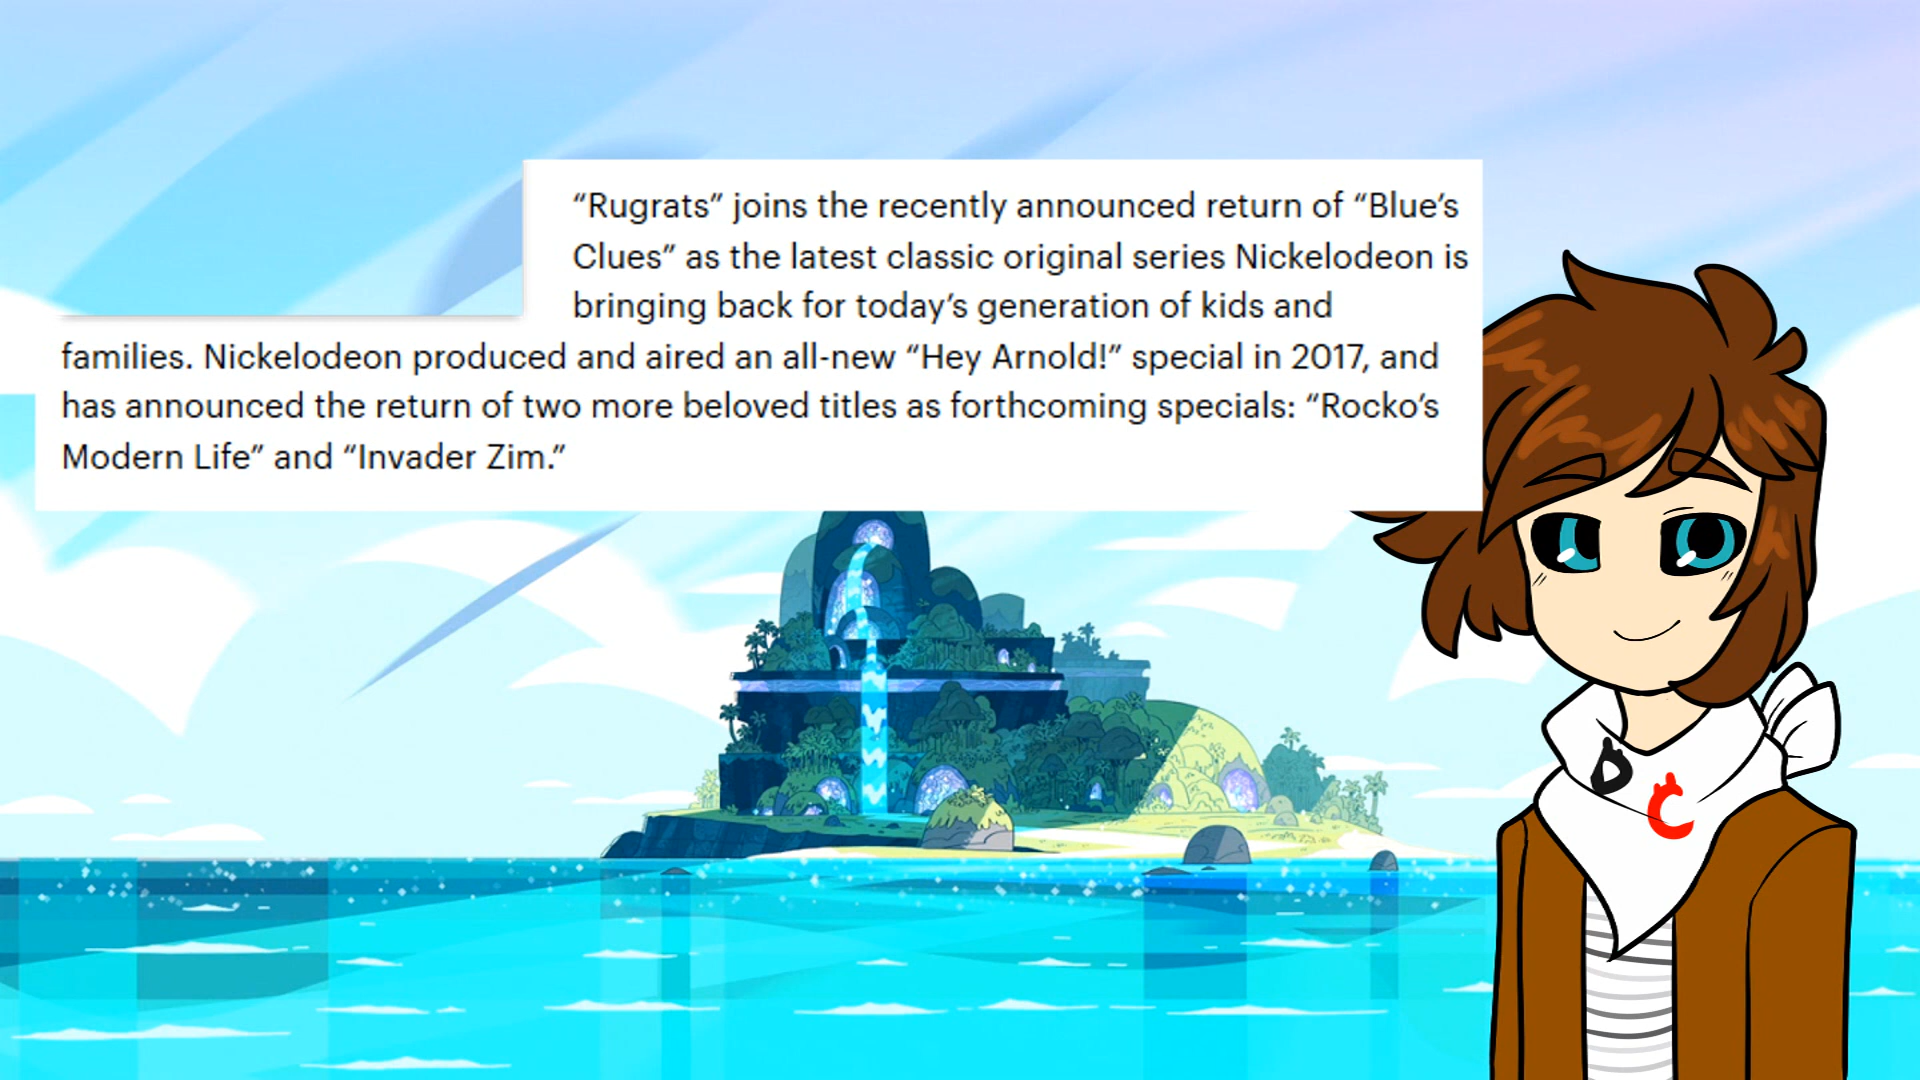 “Rugrats” joins the recently announced return of “Blue’s
Clues” as the latest classic original series Nickelodeon is
bringing back for today’s generation of kids and
families. Nickelodeon produced and aired an all-new “Hey Arnold!” special in 2017, and
has announced the return of two more beloved titles as forthcoming specials: “Rocko’s
Modern Life” and “Invader Zim.”
D C